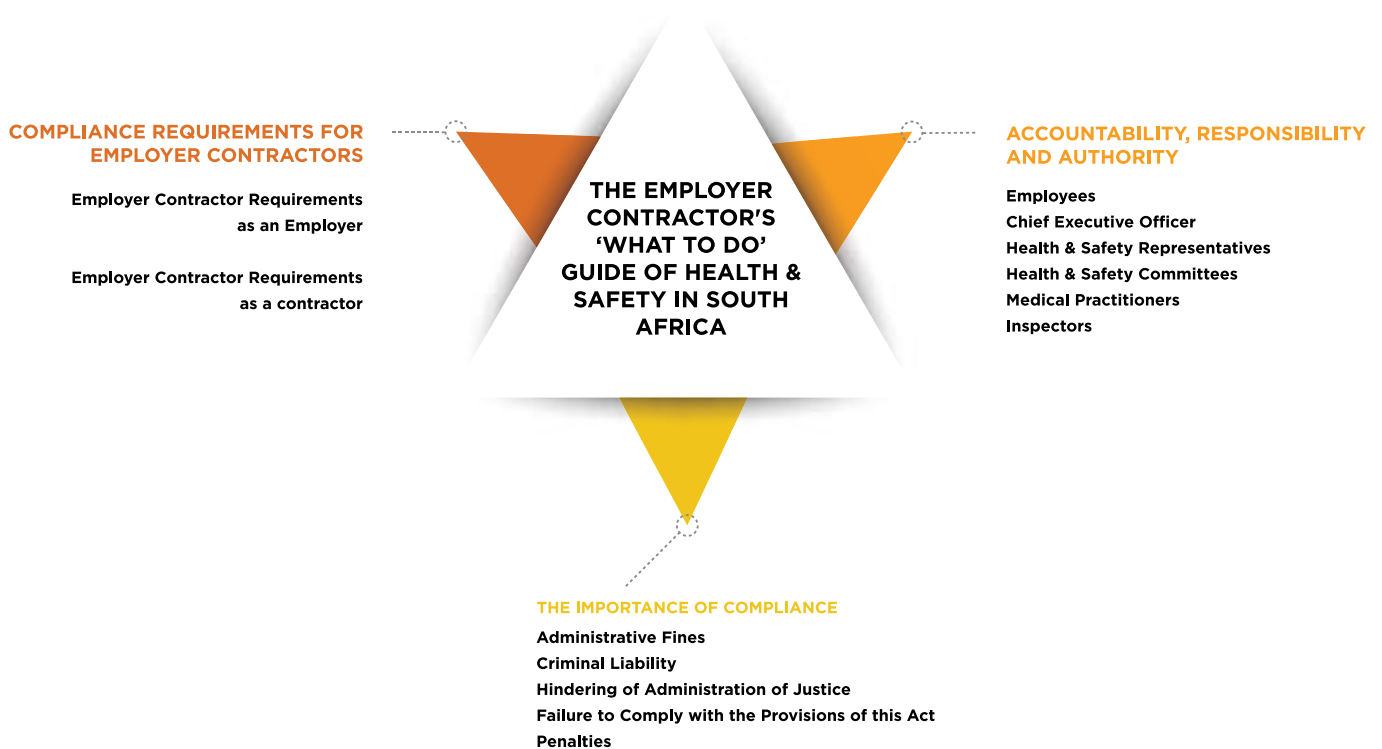 COMPLIANCE REQUIREMENTS FOR
EMPLOYER CONTRACTORS
Employer Contractor Requirements
as an Employer
Employer Contractor Requirements
as a contractor
THE EMPLOYER
CONTRACTOR'S
‘WHAT TO DO’
GUIDE OF HEALTH &
SAFETY IN SOUTH
AFRICA
ACCOUNTABILITY, RESPONSIBILITY
AND AUTHORITY
Employees
Chief Executive Officer
Health & Safety Representatives
Health & Safety Committees
Medical Practitioners
Inspectors
THE IMPORTANCE OF COMPLIANCE
Administrative Fines
Criminal Liability
Hindering of Administration of Justice
Failure to Comply with the Provisions of this Act
Penalties